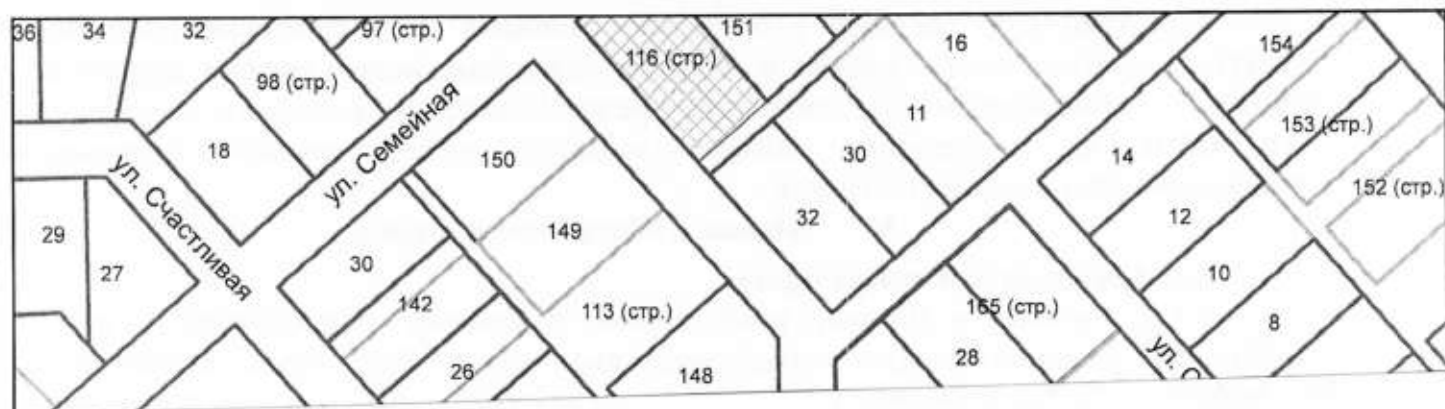 36
34
32
97 (стр.)
151
16
154
98 (стр.)
116 (стр.)
18
ул. Семейная
150
30
11
14
153 (стр.)
152 (стр.)
ул. Счастливая
29
27
30
149
32
12
142
113 (стр.)
165 (стр.)
10
8
26
148
28
ул. С